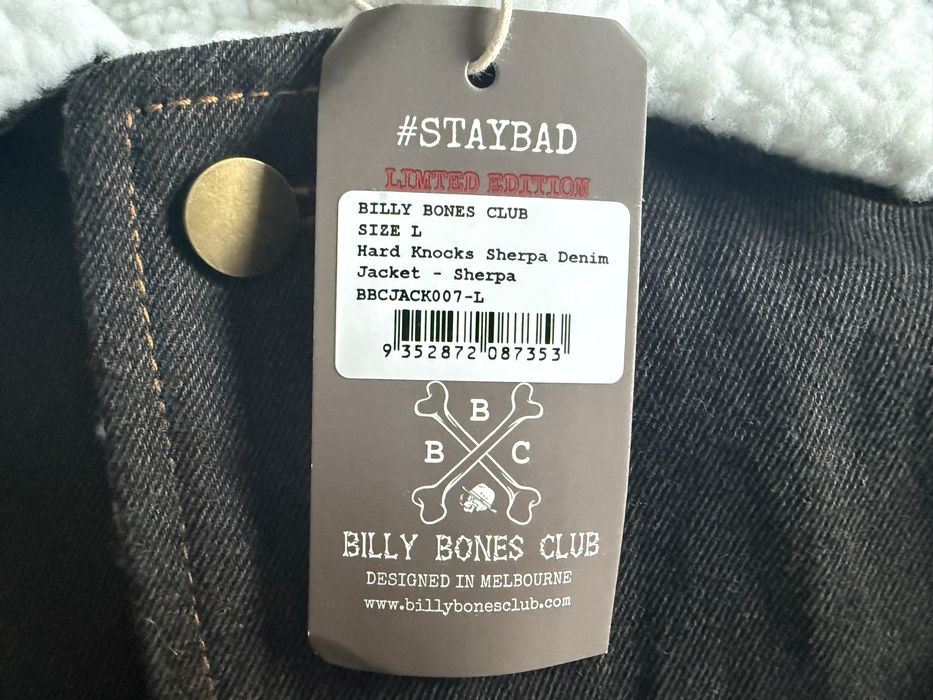 #STAYBAD
LIMTED EDITION
BILLY BONES CLUB
SIZE L
Hard Knocks Sherpa Denim
Jacket - Sherpa
BBCJACK007-L
9 352872 087353
B
B C
BILLY BONES CLUB
DESIGNED IN MELBOURNE
www.billybonesclub.com